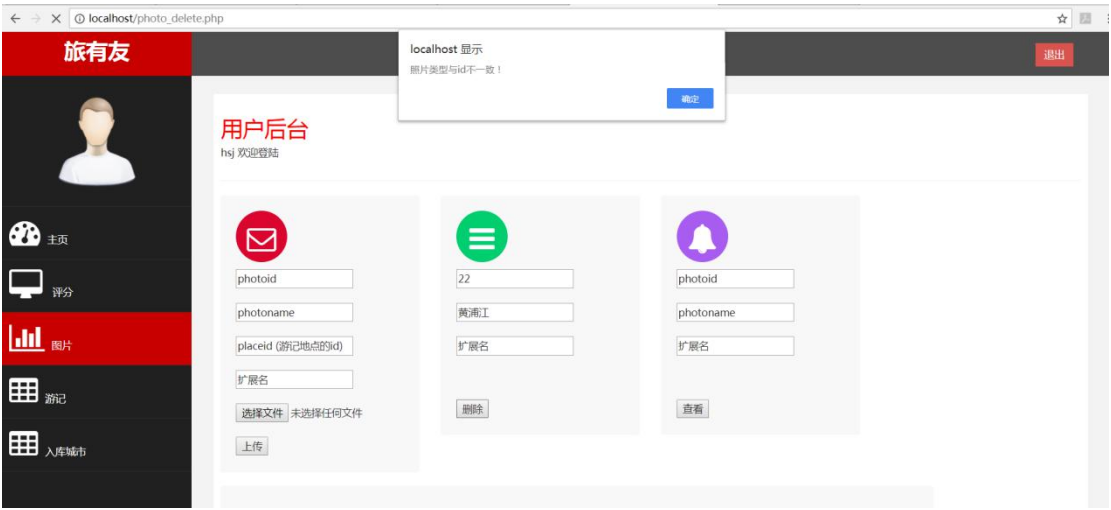 localhost/photo_delete.php
旅有友
localhost 显示
照片类型与id不一致！
确定
退出
用户后台
hsj 欢迎登陆
主页
评分
图片
游记
入库城市
photoid
photoname
placeid (游记地点的id)
扩展名
选择文件 未选择任何文件
上传
22
黄浦江
扩展名
删除
photoid
photoname
扩展名
查看